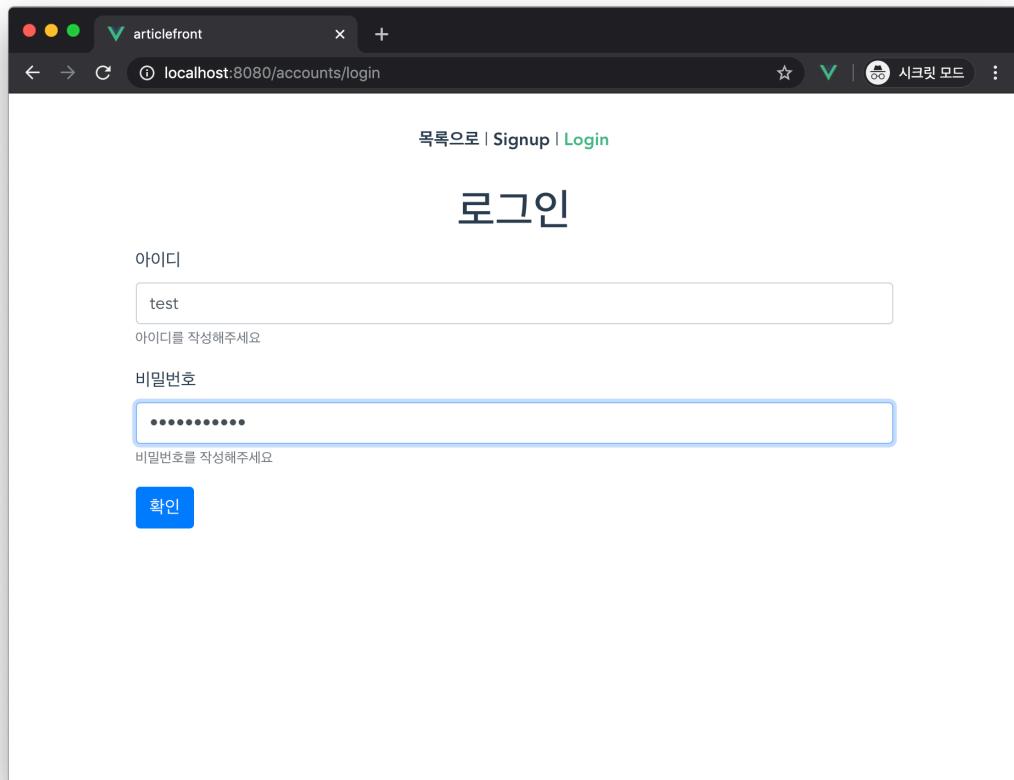 articlefront
localhost:8080/accounts/login
시크릿 모드
목록으로 | Signup | Login
로그인
아이디
test
아이디를 작성해주세요
비밀번호
•••••••••••
비밀번호를 작성해주세요
확인